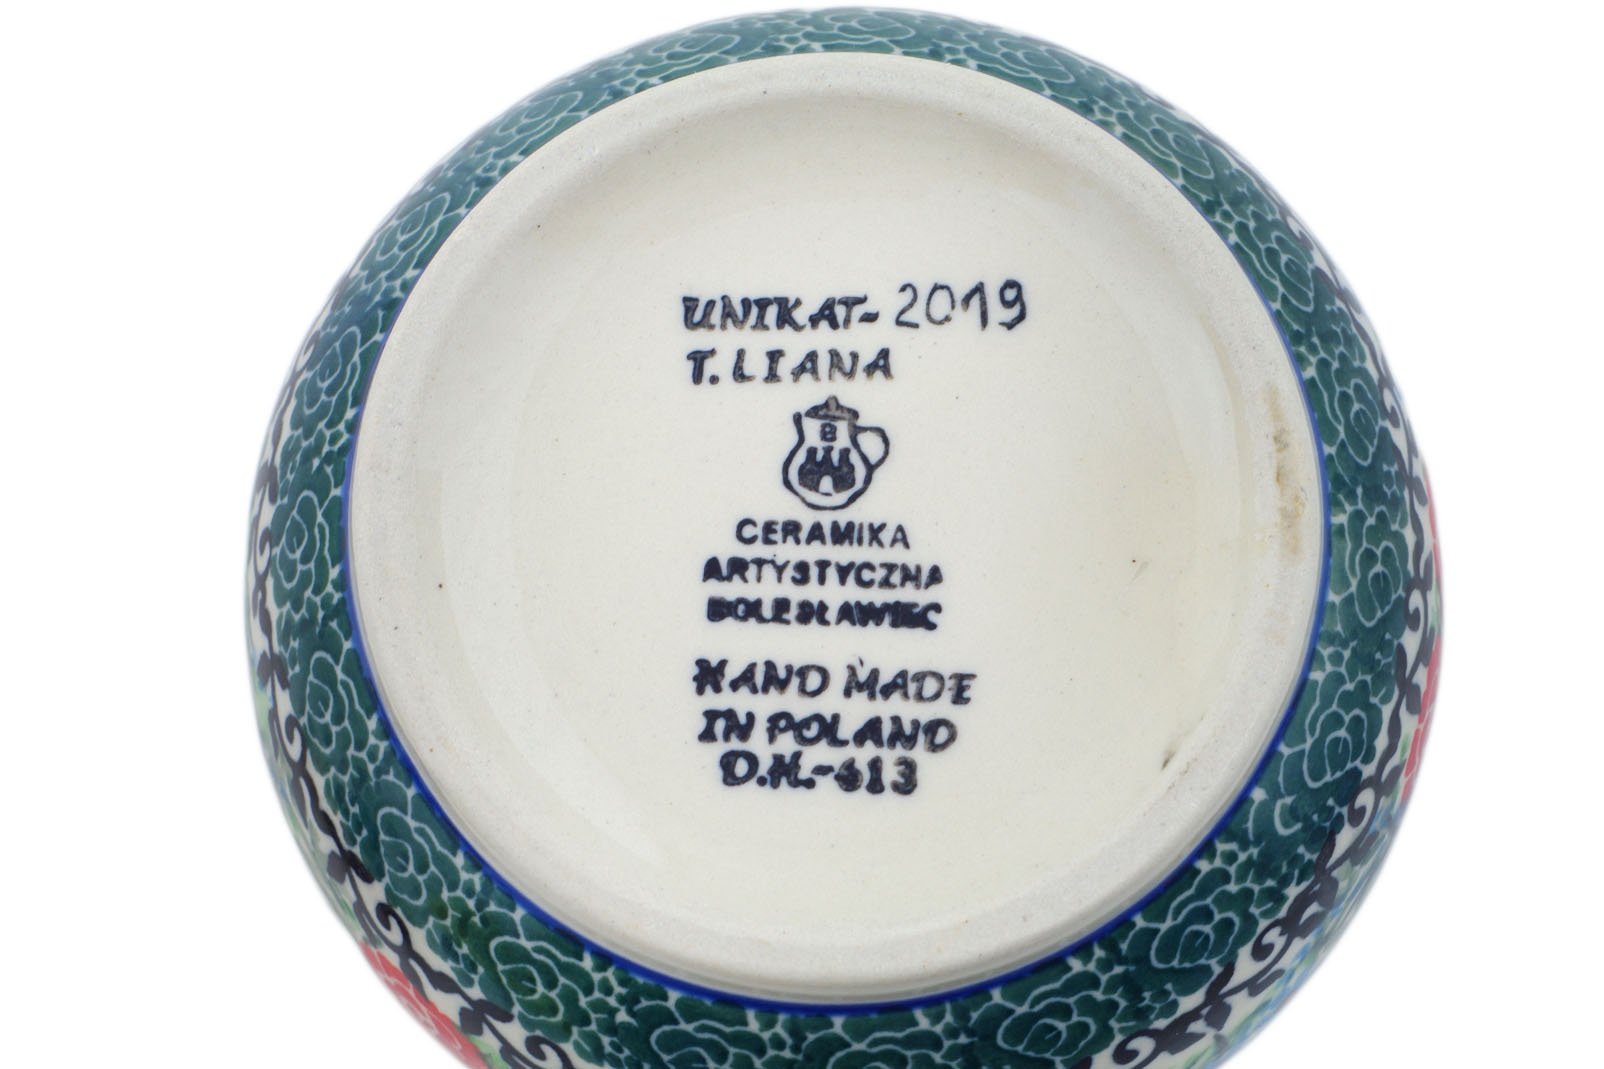 UNIKAT-2019
T. LIANA
B
CERAMIKA
ARTYSTYCZNA
BOLESŁAWIEC
HAND MADE
IN POLAND
D.H.-613